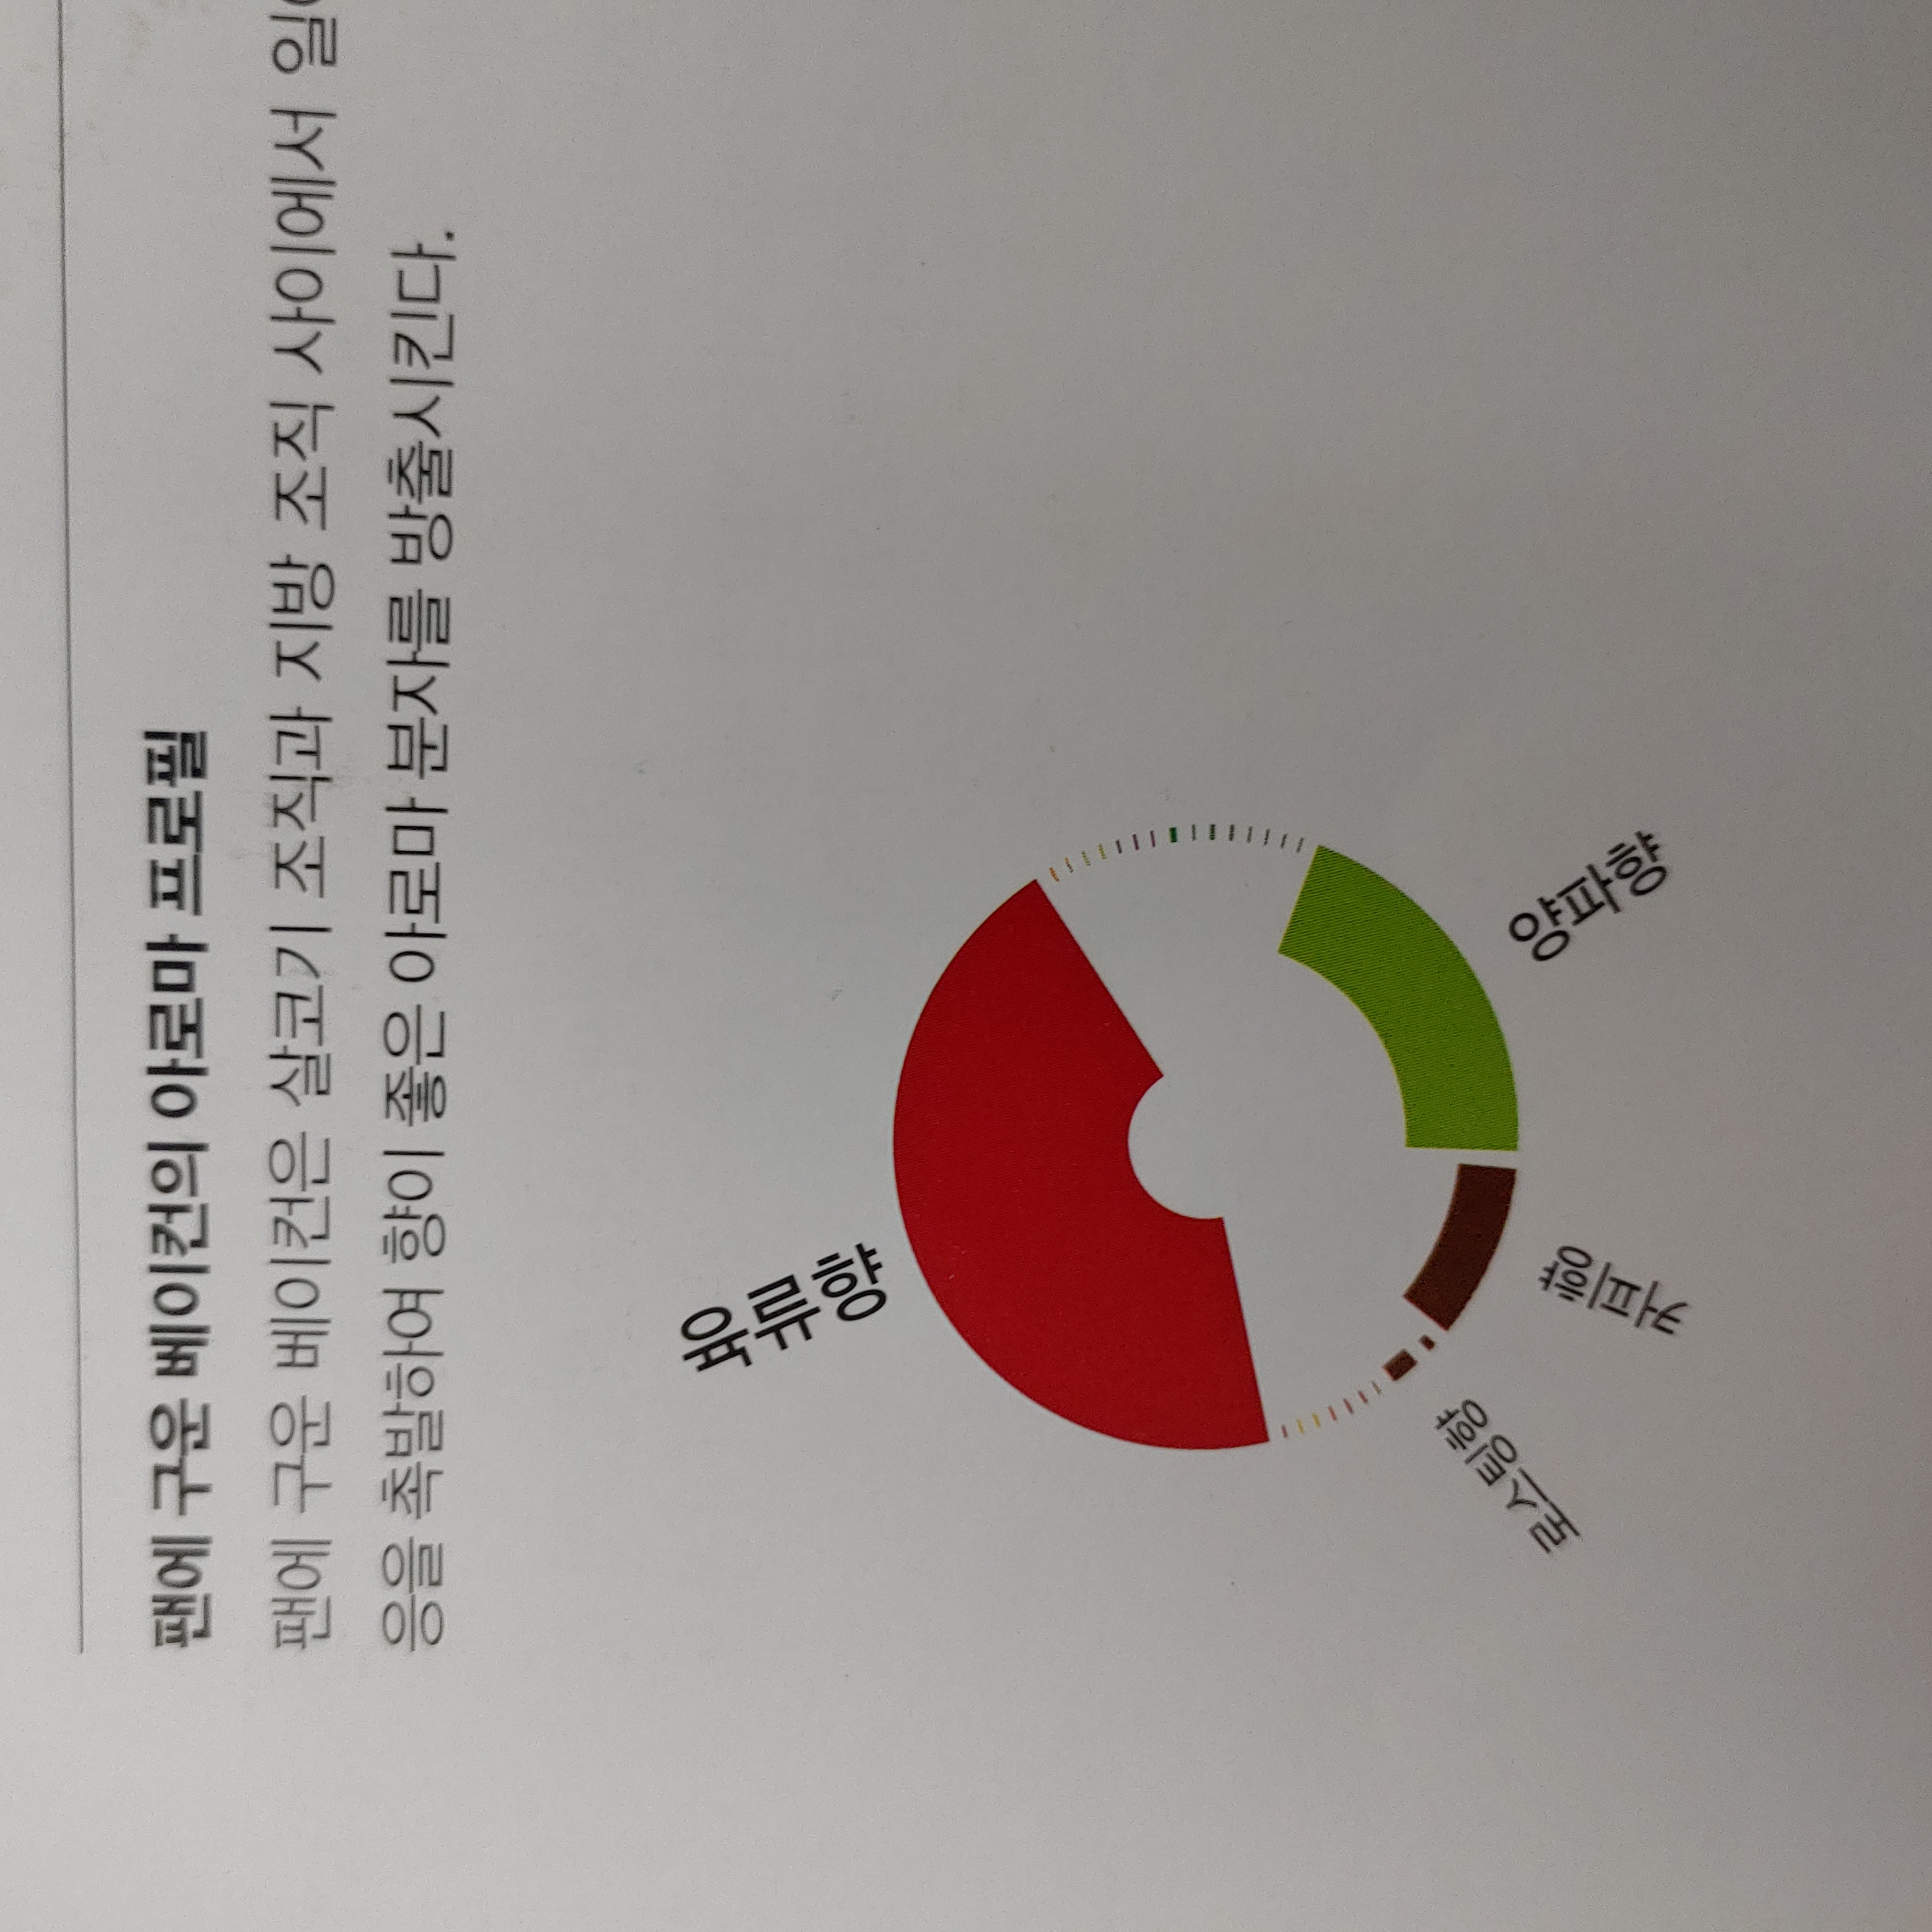 팬에 구운 베이컨의 아로마 프로필
팬에 구운 베이컨은 살코기 조직과 지방 조직 사이에서
응을 촉발하여 향이 좋은 아로마 분자를 방출시킨다.
육류향
로스팅향
커피향
양파향